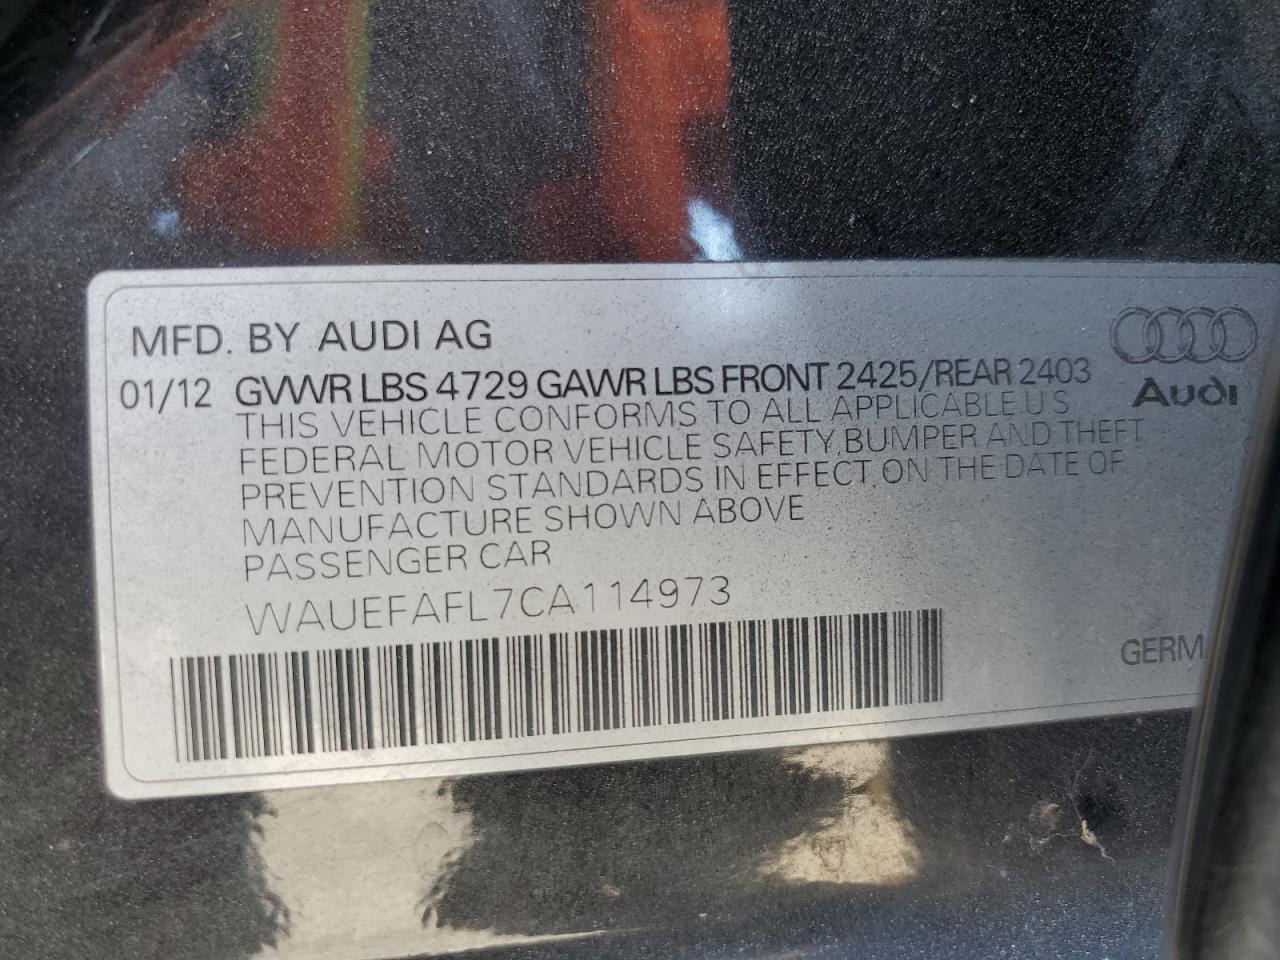 MFD. BY AUDI AG
Audi
01/12 GVWR LBS 4729 GAWR LBS FRONT 2425/REAR 2403
THIS VEHICLE CONFORMS TO ALL APPLICABLE U S
FEDERAL MOTOR VEHICLE SAFETY, BUMPER AND THEFT
PREVENTION STANDARDS IN EFFECT ON THE DATE OF
MANUFACTURE SHOWN ABOVE
PASSENGER CAR
WAUEFAFL7CA114973
GERM